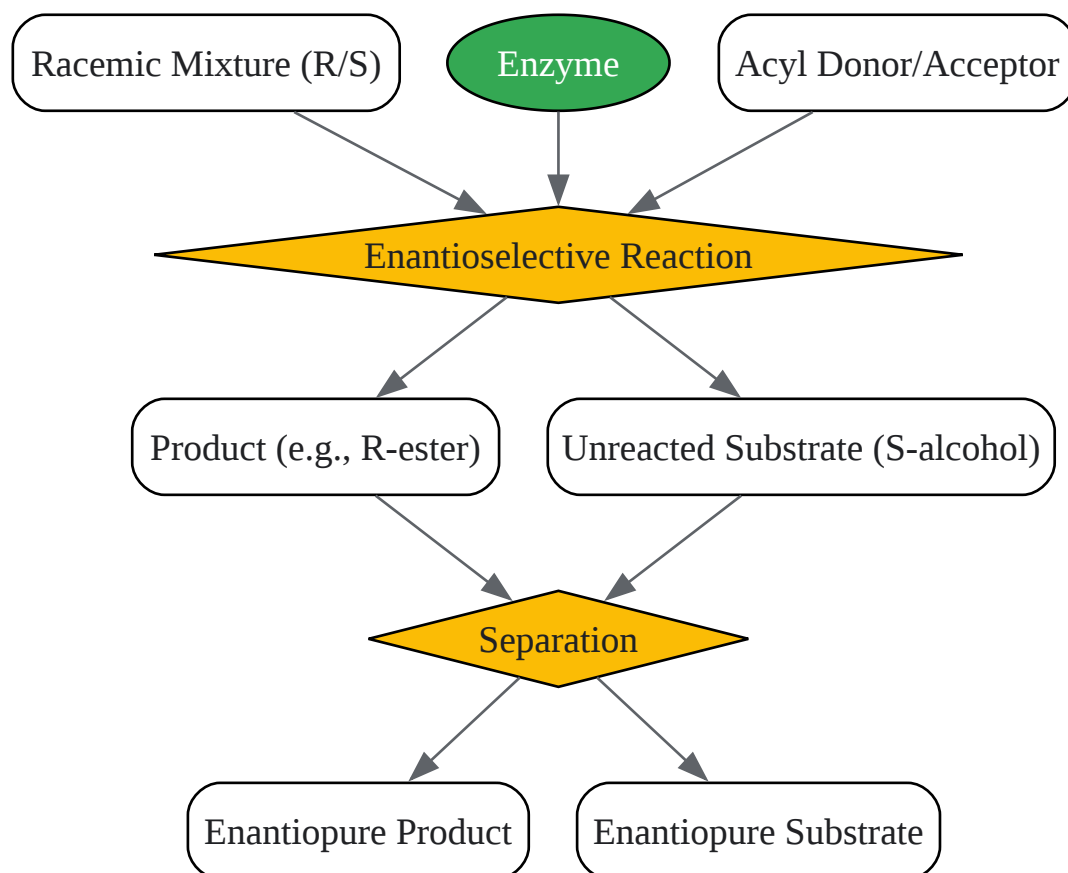 Racemic Mixture (R/S)
Enzyme
Acyl Donor/Acceptor
Enantioselective Reaction
Product (e.g., R-ester)
Unreacted Substrate (S-alcohol)
Separation
Enantiopure Product
Enantiopure Substrate